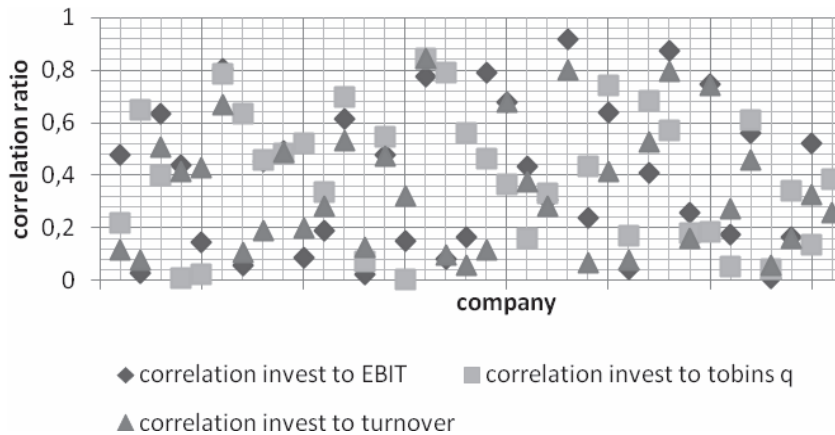 1
0,8
0,6
0,4
0,2
0
correlation ratio
company
correlation invest to EBIT
correlation invest to tobins q
correlation invest to turnover